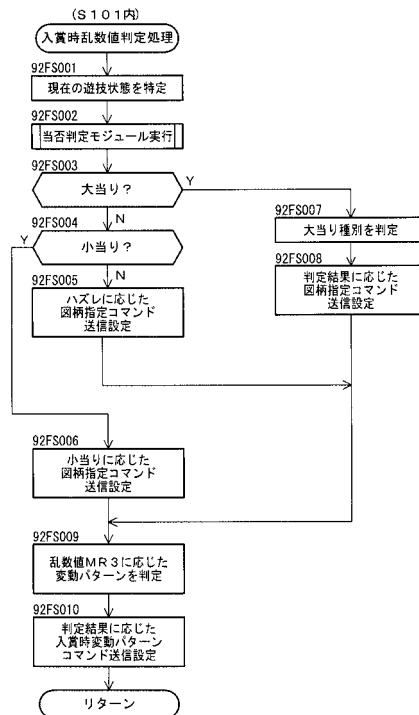 (S101内)
入賞時乱数値判定処理
92FS001
現在の遊技状態を特定
92FS002
当否判定モジュール実行
92FS003
大当り?
Y
N
92FS004
Y
小当り?
N
92FS007
大当り種別を判定
92FS008
判定結果に応じた
図柄指定コマンド
送信設定
92FS005
ハズレに応じた
図柄指定コマンド
送信設定
92FS006
小当りに応じた
図柄指定コマンド
送信設定
92FS009
乱数値MR3に応じた
変動パターンを判定
92FS010
判定結果に応じた
入賞時変動パターン
コマンド送信設定
リターン